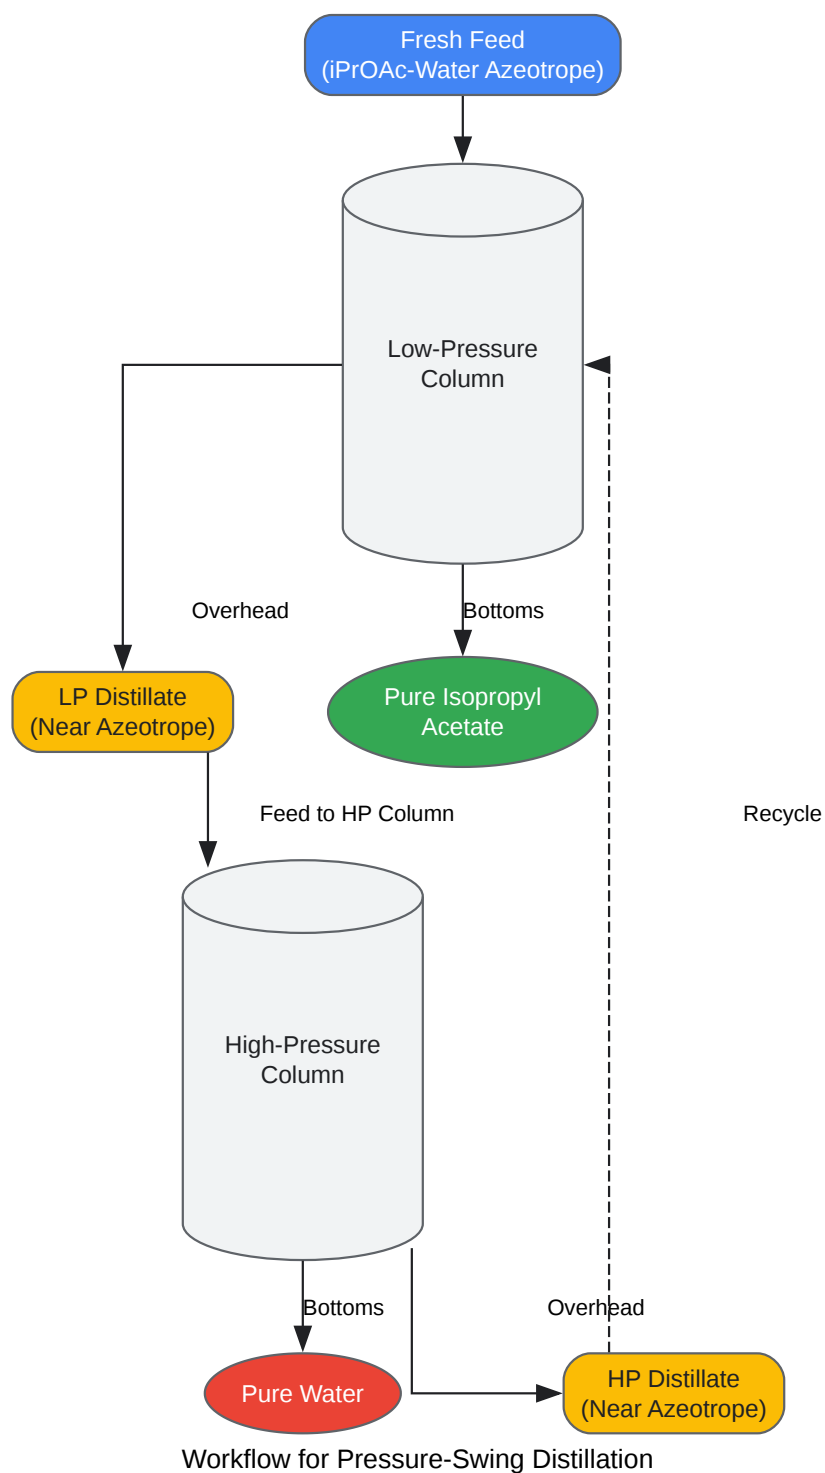 Fresh Feed
(iPrOAc-Water Azeotrope)
Low-Pressure
Column
Overhead
Bottoms
LP Distillate
(Near Azeotrope)
Pure Isopropyl
Acetate
Feed to HP Column
Recycle
High-Pressure
Column
Bottoms
Overhead
Pure Water
HP Distillate
(Near Azeotrope)
Workflow for Pressure-Swing Distillation